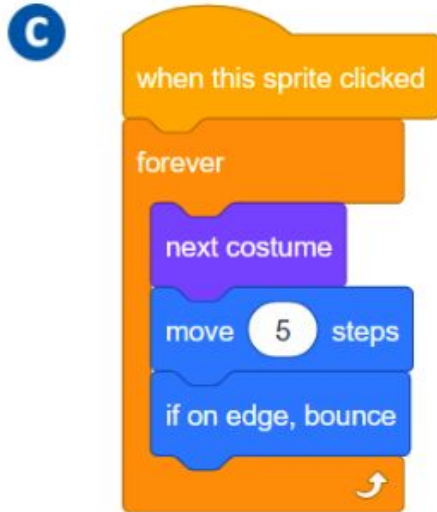 C
when this sprite clicked
forever
next costume
move 5 steps
if on edge, bounce